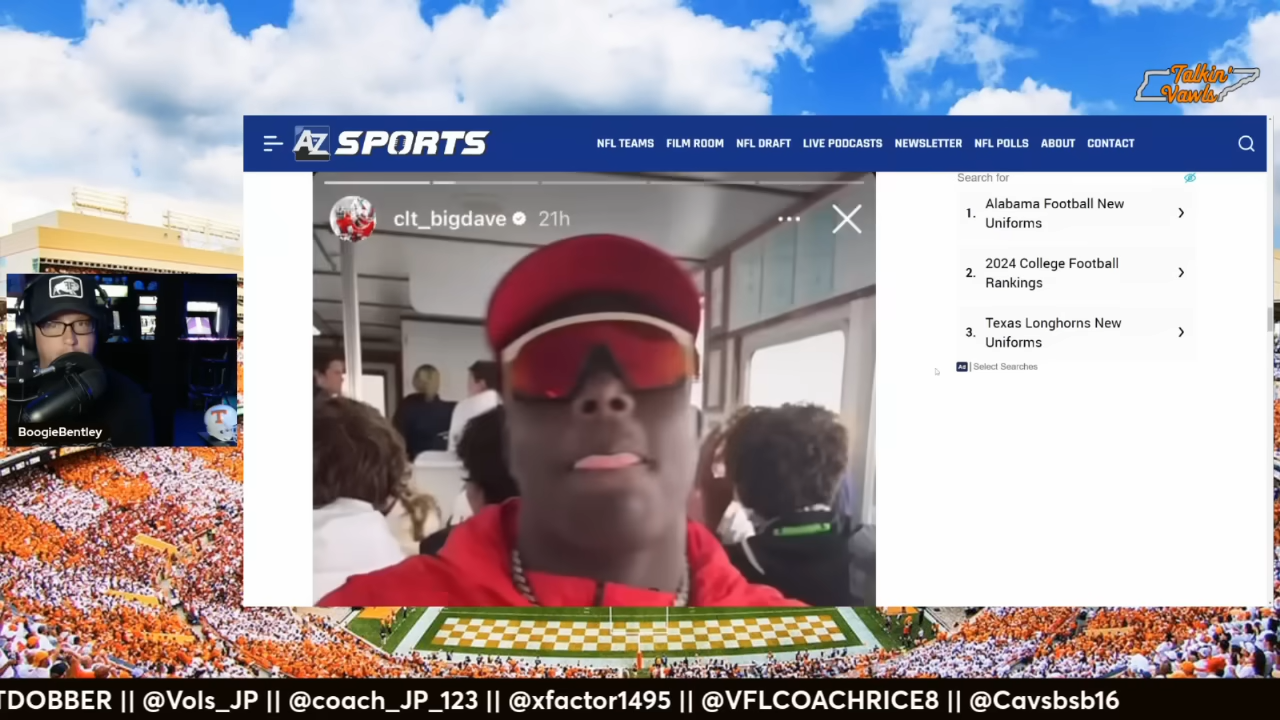 Talkin'
Vawls
AZ SPORTS
NFL TEAMS FILM ROOM NFL DRAFT LIVE PODCASTS NEWSLETTER NFL POLLS ABOUT CONTACT
clt_bigdave 21h
Search for
1. Alabama Football New
Uniforms
2. 2024 College Football
Rankings
3. Texas Longhorns New
Uniforms
Ad | Select Searches
T
BoogieBentley
TDOBBER || @Vols_JP || @coach_JP_123 || @xfactor1495 || @VFLCOACHRICE8 || @Cavsbsb16